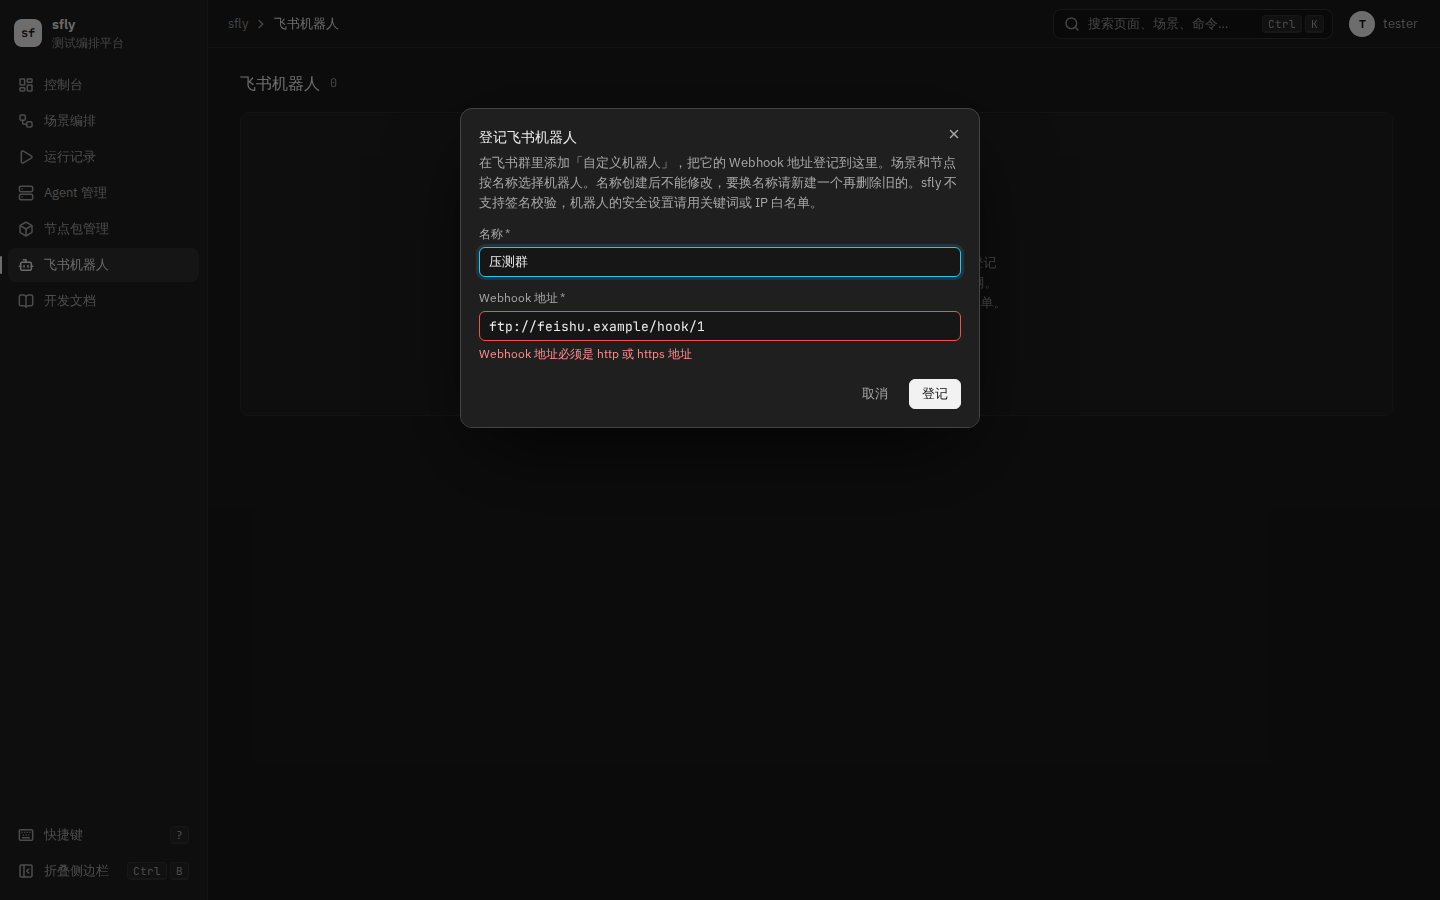 sf
sfly
测试编排平台
控制台
场景编排
运行记录
Agent 管理
节点包管理
飞书机器人
开发文档
快捷键
?
折叠侧边栏
Ctrl B
sfly > 飞书机器人
搜索页面、场景、命令...
Ctrl K
T
tester
飞书机器人 0
登记飞书机器人
在飞书群里添加「自定义机器人」，把它的 Webhook 地址登记到这里。场景和节点
按名称选择机器人。名称创建后不能修改，要换名称请新建一个再删除旧的。sfly 不
支持签名校验，机器人的安全设置请用关键词或 IP 白名单。
名称 *
压测群
Webhook 地址 *
ftp://feishu.example/hook/1
Webhook 地址必须是 http 或 https 地址
取消
登记
记
单。